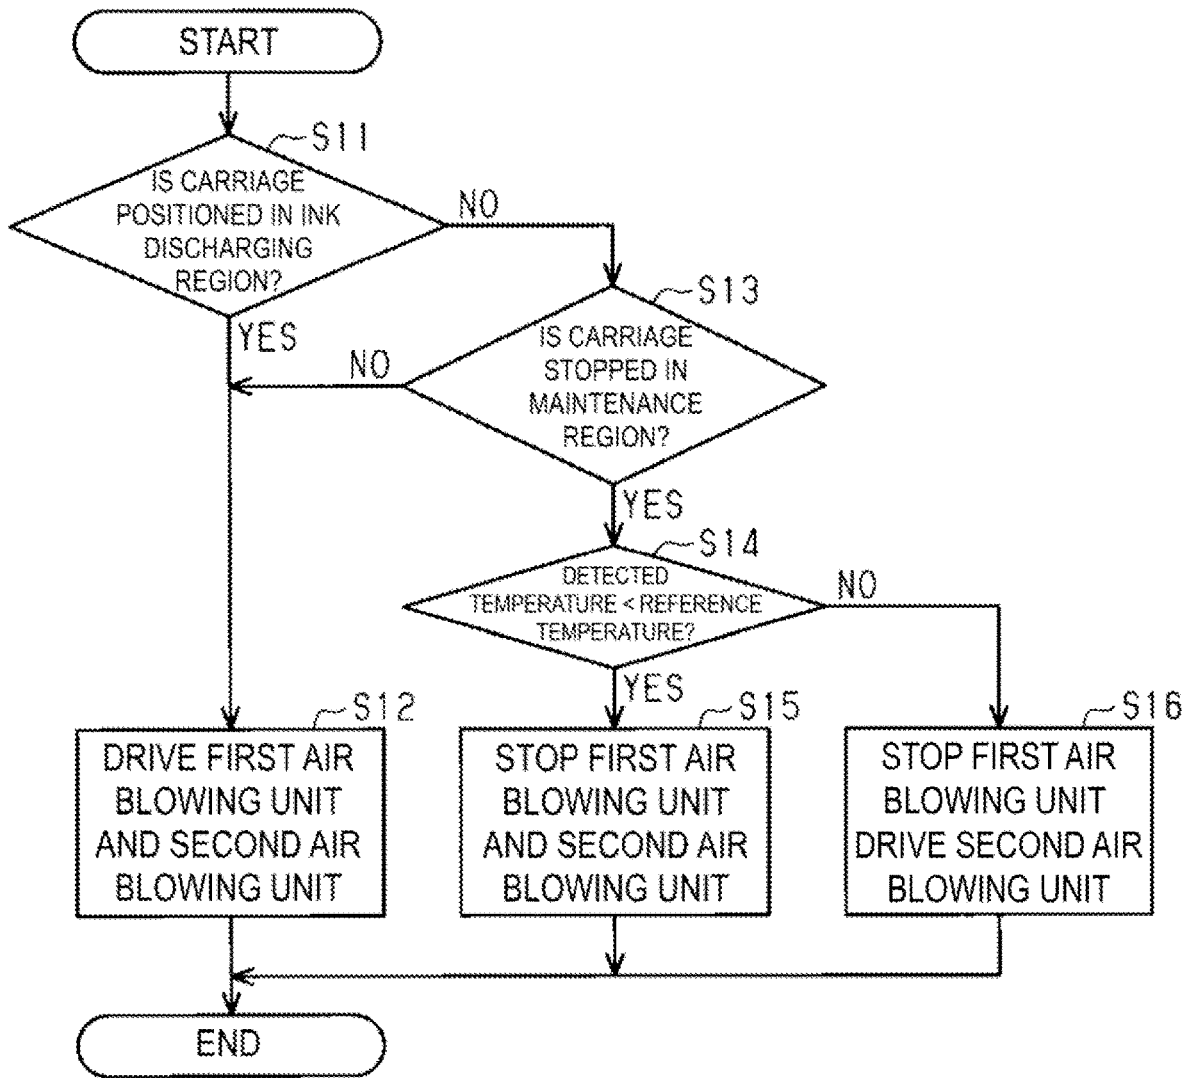 START
S11
IS CARRIAGE
POSITIONED IN INK
DISCHARGING
REGION?
NO
YES
S13
IS CARRIAGE
STOPPED IN
MAINTENANCE
REGION?
NO
YES
S14
DETECTED
TEMPERATURE < REFERENCE
TEMPERATURE?
NO
YES
S12
DRIVE FIRST AIR
BLOWING UNIT
AND SECOND AIR
BLOWING UNIT
S15
STOP FIRST AIR
BLOWING UNIT
AND SECOND AIR
BLOWING UNIT
S16
STOP FIRST AIR
BLOWING UNIT
DRIVE SECOND AIR
BLOWING UNIT
END